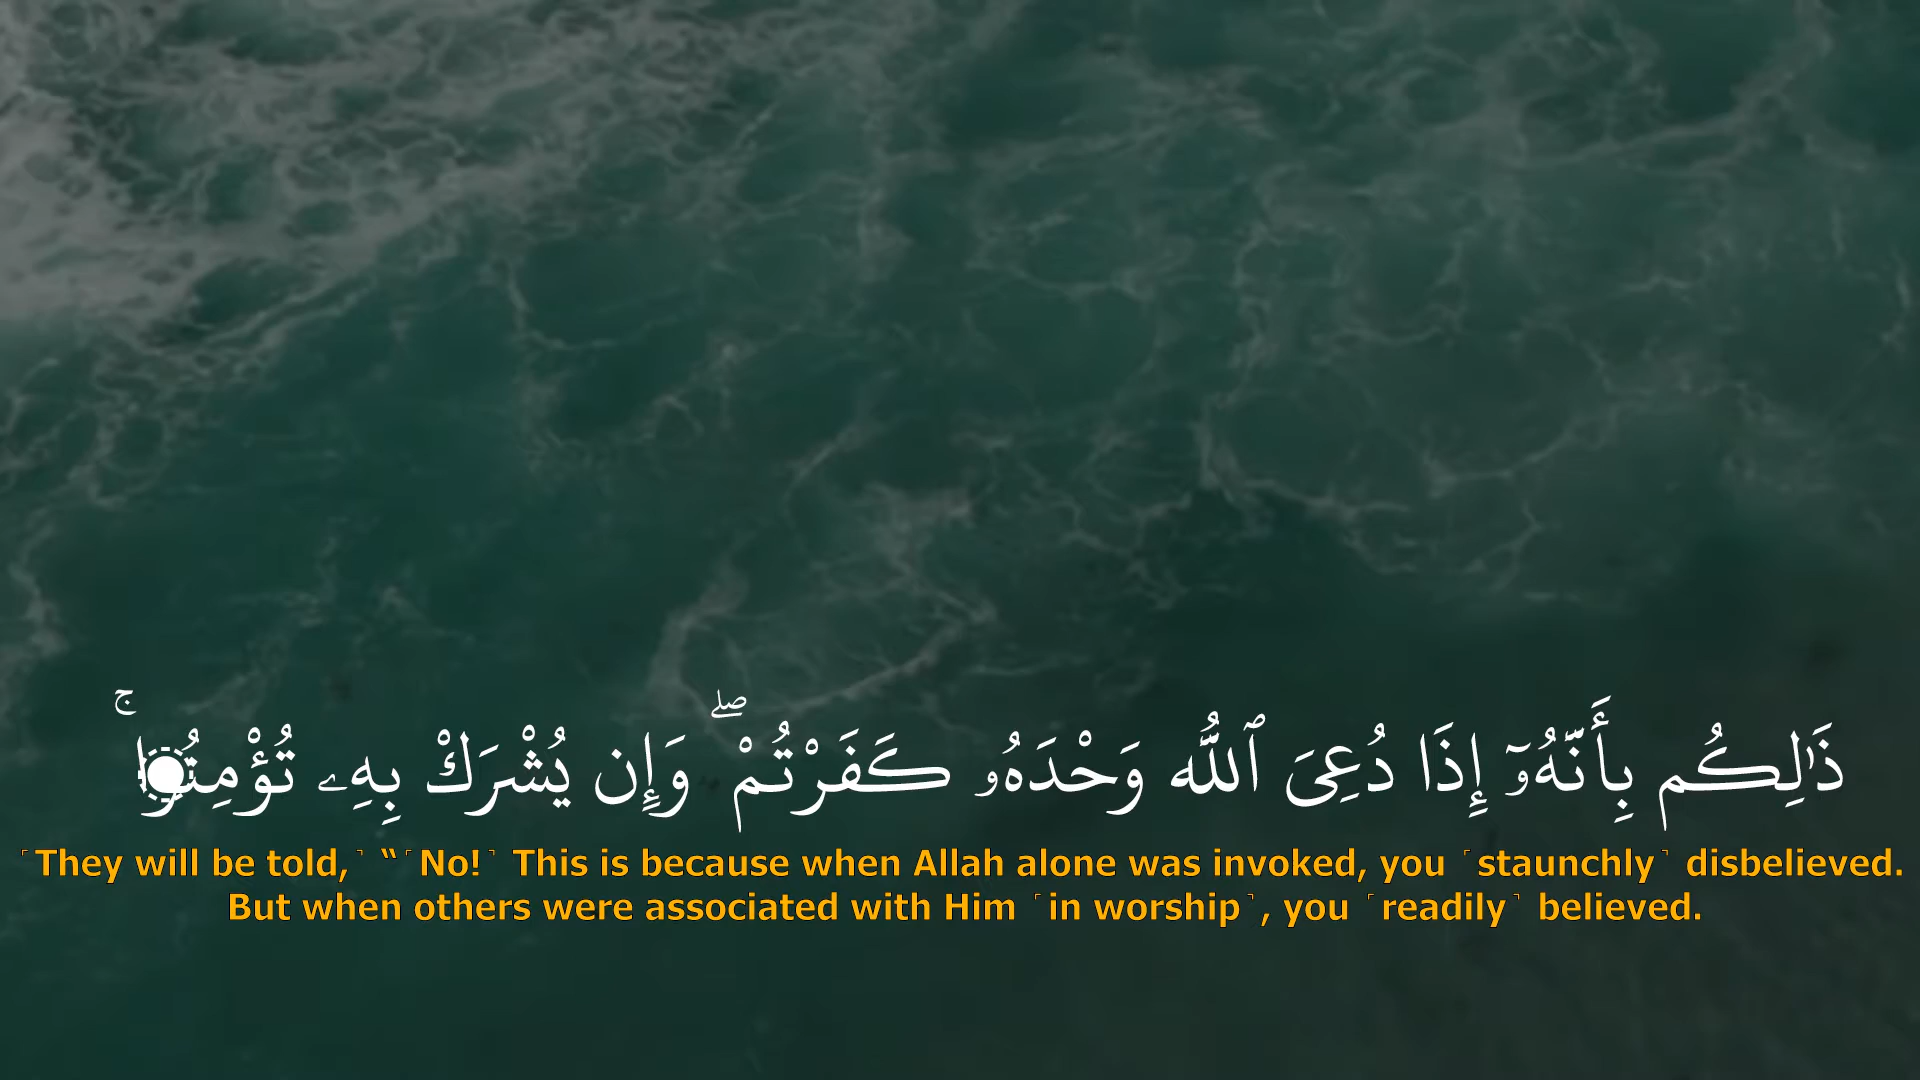 ذَٰلِكُم بِأَنَّهُۥٓ إِذَا دُعِىَ ٱللَّه وَحْدَهُۥ كَفَرْتُمْ ۖ وَإِن يُشْرَكْ بِهِۦ تُؤْمِنُوا۟ ۚ
⸢They will be told,⸣ “⸢No!⸣ This is because when Allah alone was invoked, you ⸢staunchly⸣ disbelieved.
But when others were associated with Him ⸢in worship⸣, you ⸢readily⸣ believed.